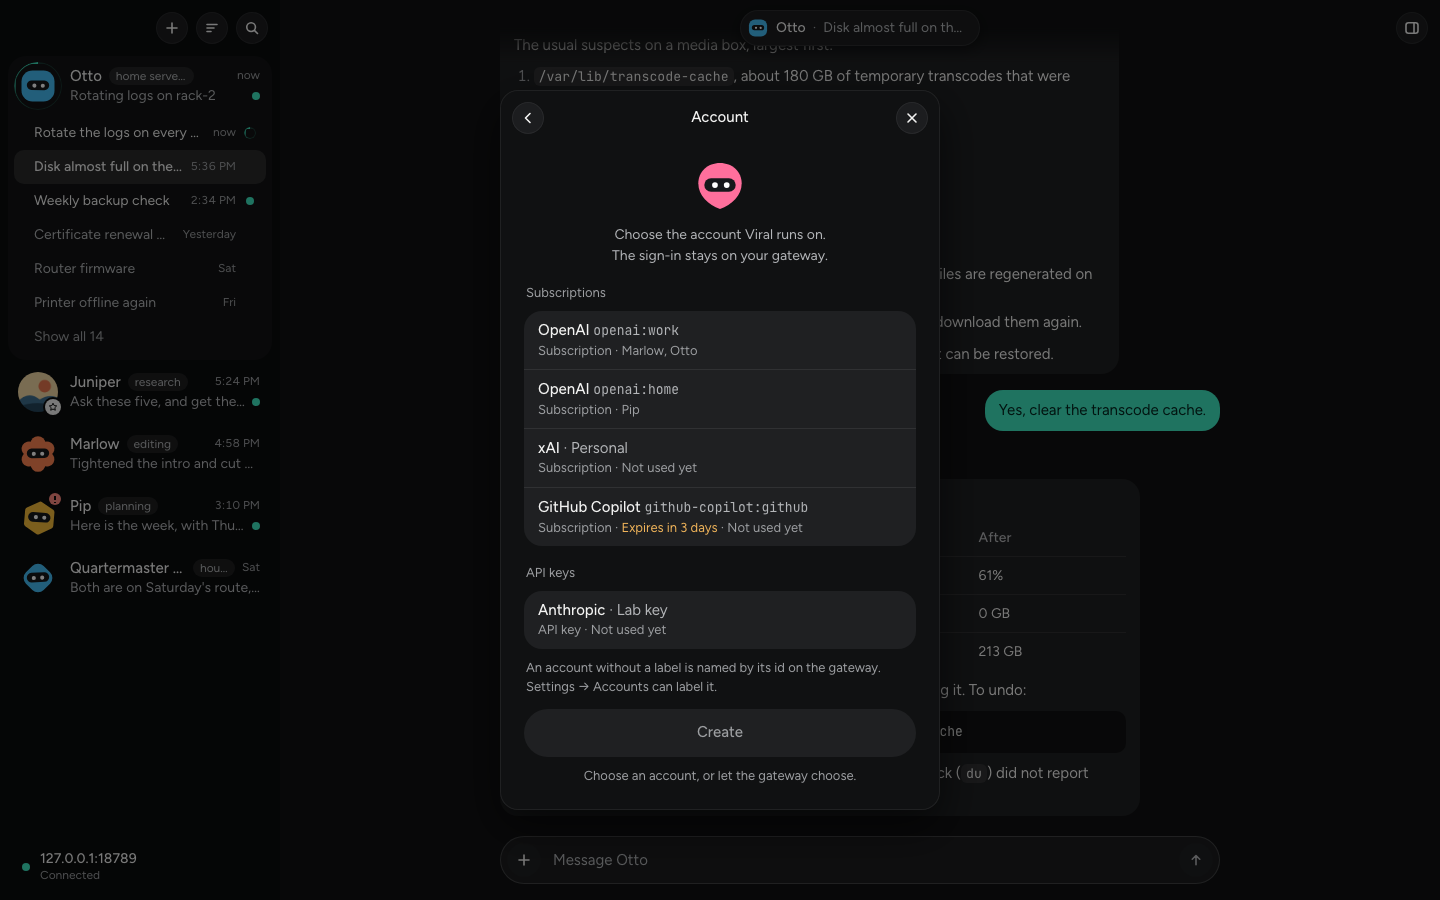 Otto · Disk almost full on th...
Otto home serve... now
Rotating logs on rack-2
Rotate the logs on every ... now
Disk almost full on the... 5:36 PM
Weekly backup check 2:34 PM
Certificate renewal ... Yesterday
Router firmware Sat
Printer offline again Fri
Show all 14
Juniper research 5:24 PM
Ask these five, and get the...
Marlow editing 4:58 PM
Tightened the intro and cut ...
Pip planning 3:10 PM
Here is the week, with Thu...
Quartermaster ... hou... Sat
Both are on Saturday's route,...
127.0.0.1:18789
Connected
The usual suspects on a media box, largest first:
1. /var/lib/transcode-cache, about 180 GB of temporary transcodes that were
iles are regenerated on
download them again.
t can be restored.
Yes, clear the transcode cache.
After
61%
0 GB
213 GB
g it. To undo:
che
ck (du) did not report
Message Otto
Account
Choose the account Viral runs on.
The sign-in stays on your gateway.
Subscriptions
OpenAI openai:work
Subscription · Marlow, Otto
OpenAI openai:home
Subscription · Pip
xAI · Personal
Subscription · Not used yet
GitHub Copilot github-copilot:github
Subscription · Expires in 3 days · Not used yet
API keys
Anthropic · Lab key
API key · Not used yet
An account without a label is named by its id on the gateway.
Settings → Accounts can label it.
Create
Choose an account, or let the gateway choose.